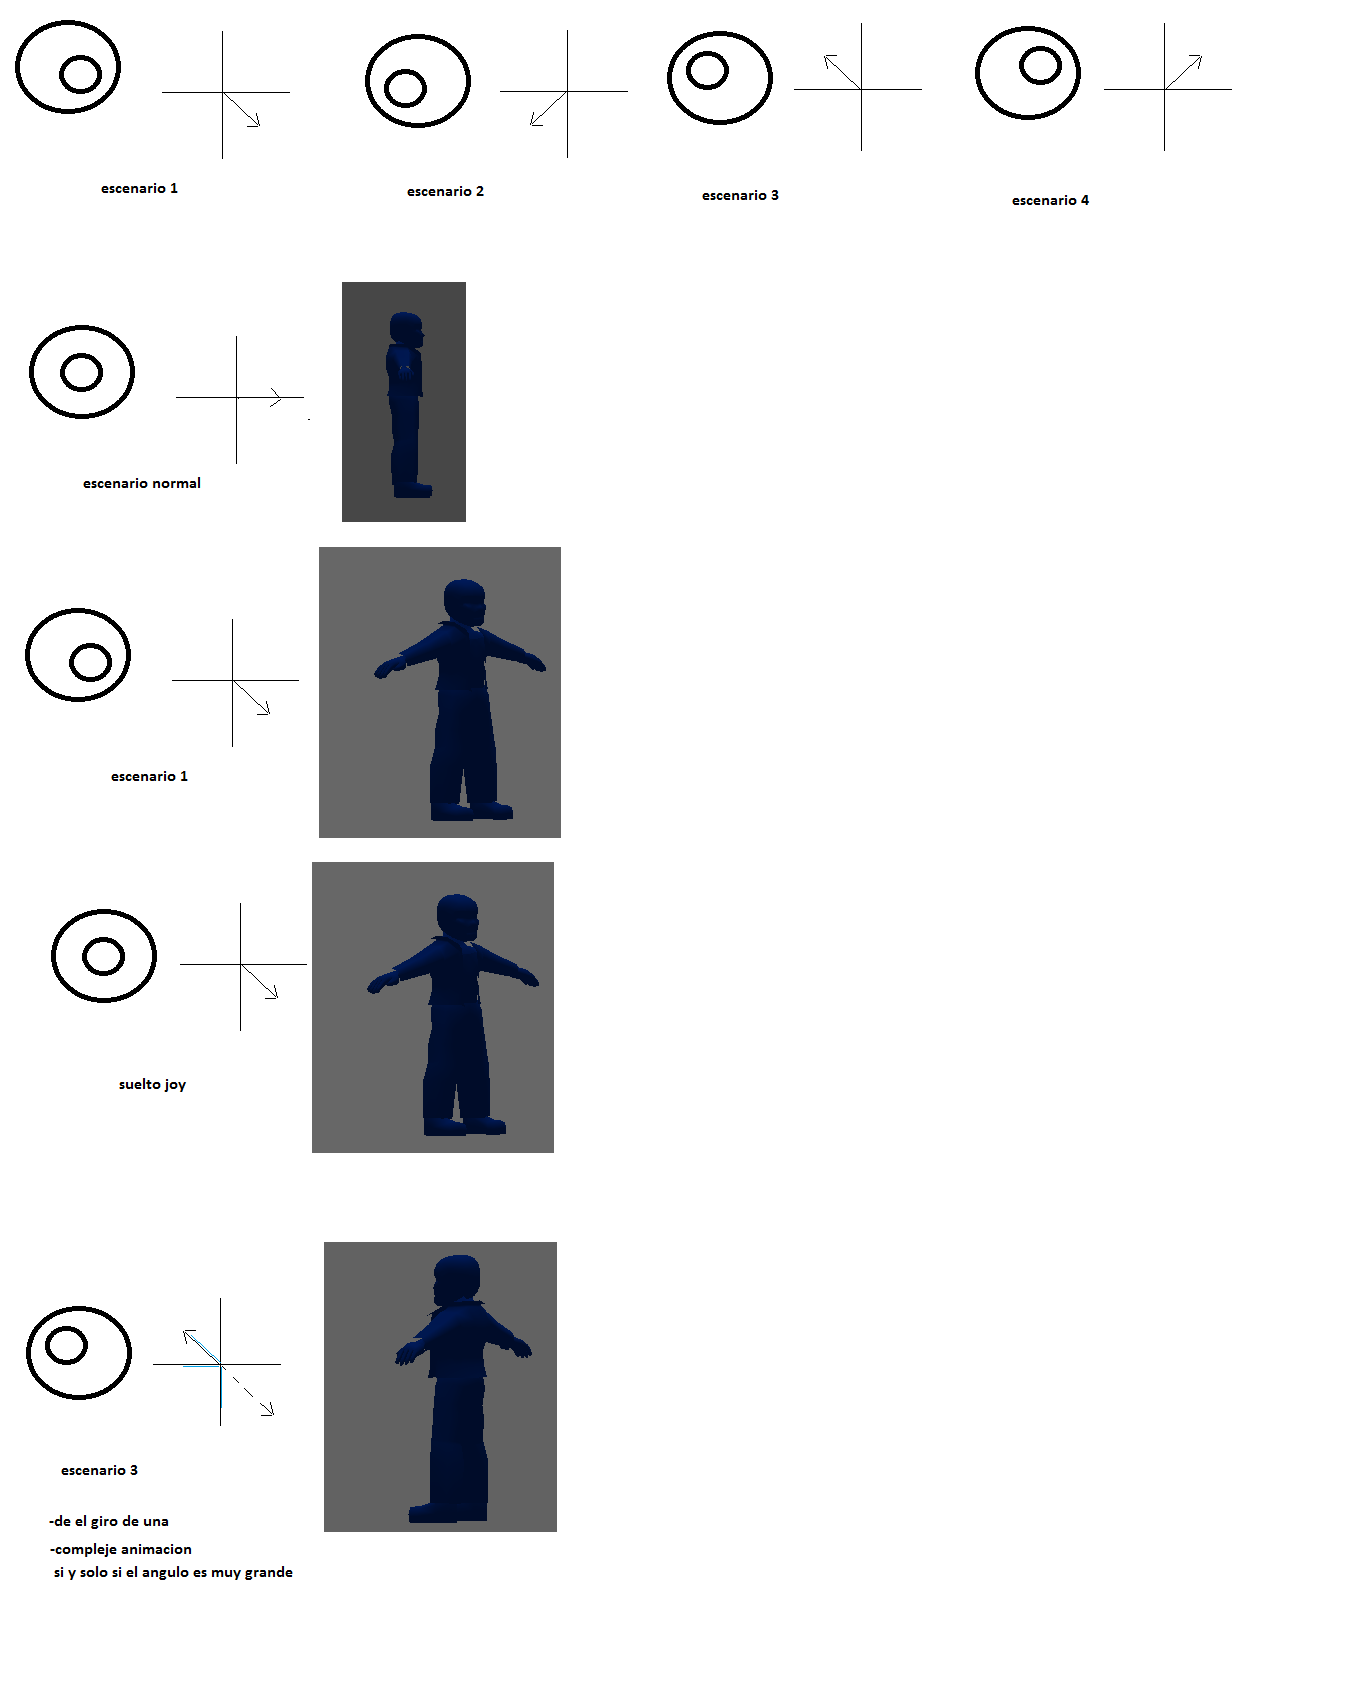 escenario 1
escenario 2
escenario 3
escenario 4
escenario normal
escenario 1
suelto joy
escenario 3
-de el giro de una
-compleje animacion
si y solo si el angulo es muy grande